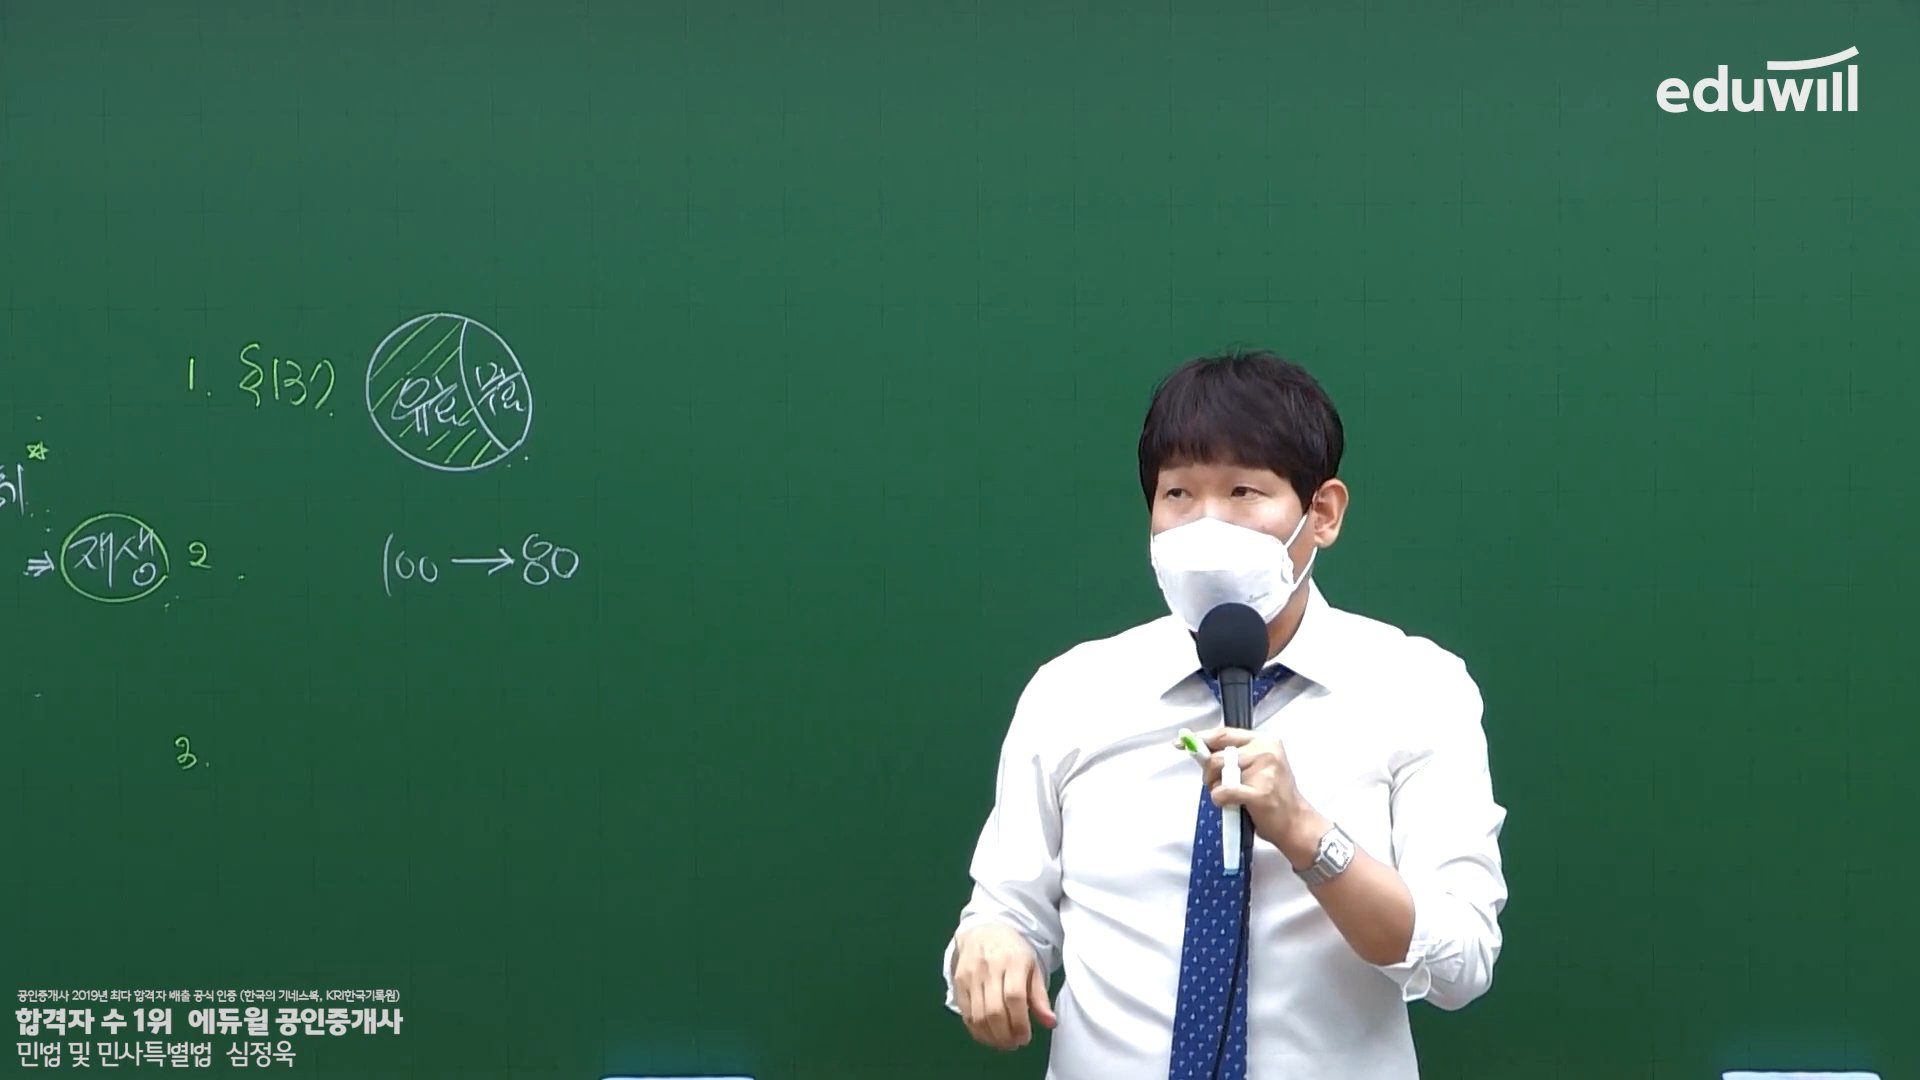 eduwill
1. §137.
유효 무효
재생 2.
100 → 80
3.
공인중개사 2019년 최다 합격자 배출 공식 인증 (한국의 기네스북, KRI한국기록원)
합격자 수 1위 에듀윌 공인중개사
민법 및 민사특별법 심정욱